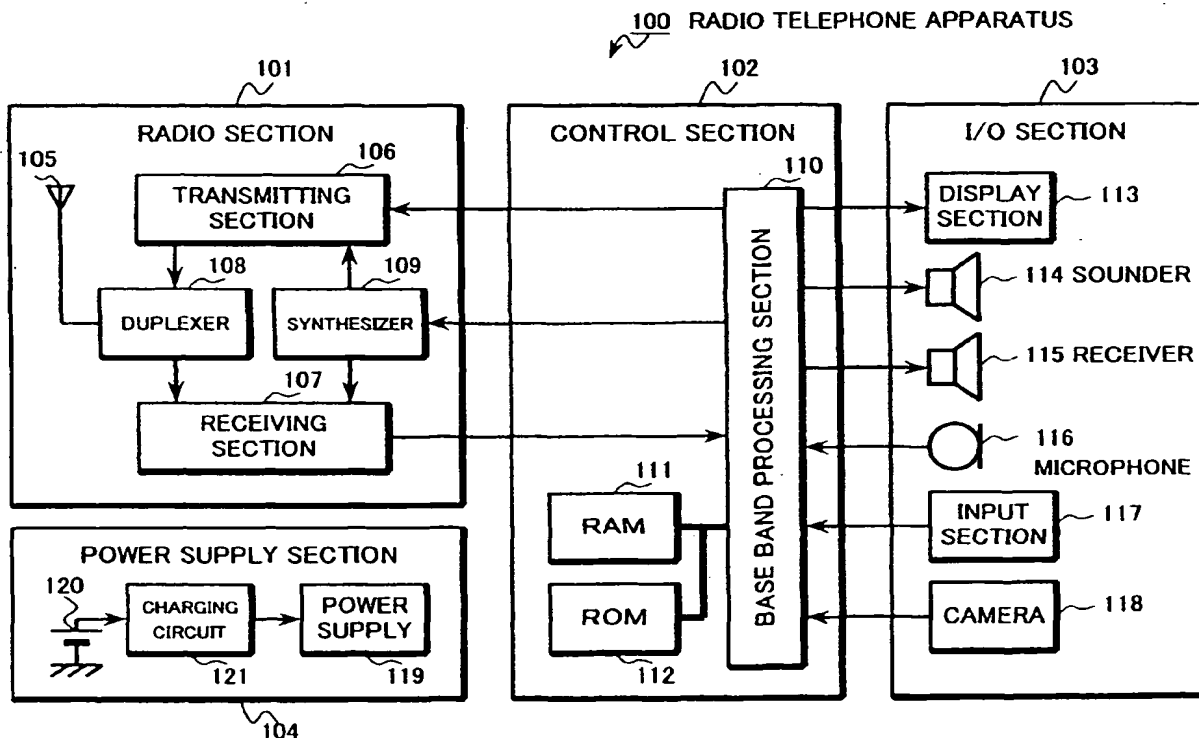 100 RADIO TELEPHONE APPARATUS
101
RADIO SECTION
105
106
TRANSMITTING
SECTION
108
DUPLEXER
109
SYNTHESIZER
107
RECEIVING
SECTION
POWER SUPPLY SECTION
120
CHARGING
CIRCUIT
121
POWER
SUPPLY
119
104
102
CONTROL SECTION
110
BASE BAND PROCESSING SECTION
111
RAM
ROM
112
103
I/O SECTION
DISPLAY
SECTION
113
114 SOUNDER
115 RECEIVER
116
MICROPHONE
INPUT
SECTION
117
CAMERA
118